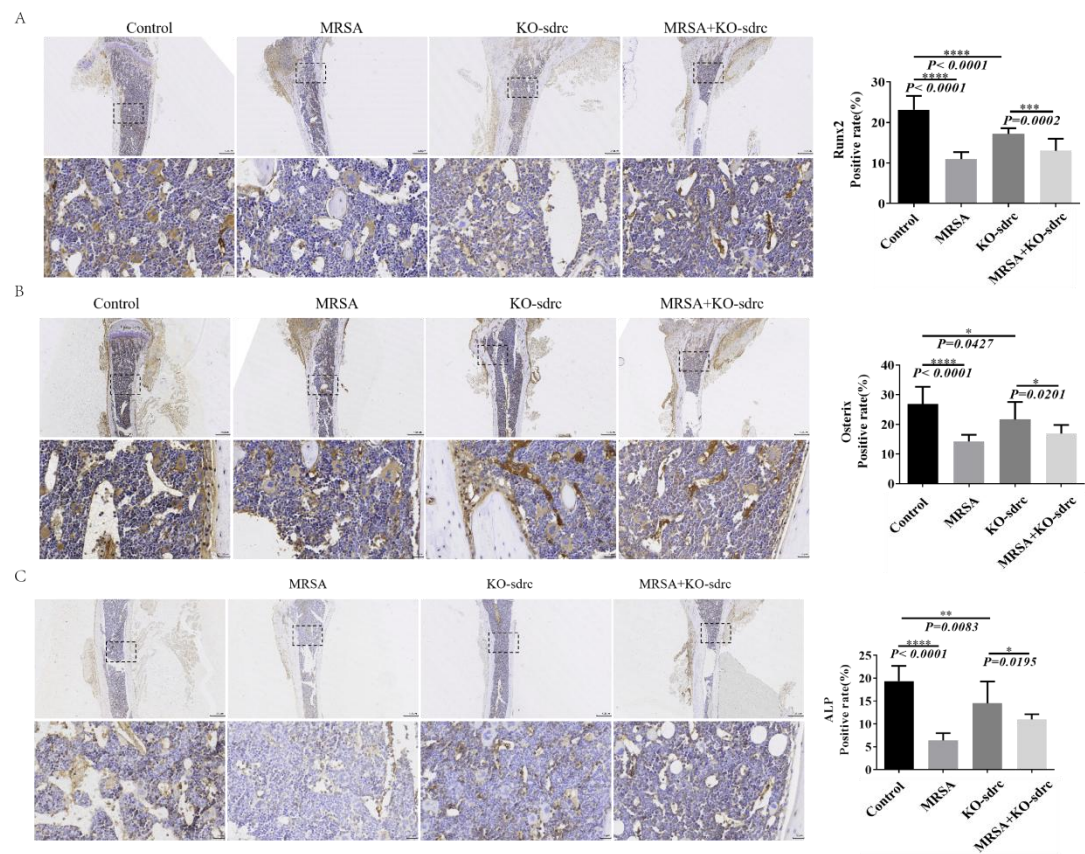 A
Control
MRSA
KO-sdrc
MRSA+KO-sdrc
****
P< 0.0001
****
P< 0.0001
***
P=0.0002
Runx2
Positive rate(%)
30
20
10
0
Control
MRSA
KO-sdrc
MRSA+KO-sdrc
B
Control
MRSA
KO-sdrc
MRSA+KO-sdrc
*
P=0.0427
****
P< 0.0001
*
P=0.0201
Osterix
Positive rate(%)
40
30
20
10
0
Control
MRSA
KO-sdrc
MRSA+KO-sdrc
C
MRSA
KO-sdrc
MRSA+KO-sdrc
**
P=0.0083
****
P< 0.0001
*
P=0.0195
ALP
Positive rate(%)
25
20
15
10
5
0
Control
MRSA
KO-sdrc
MRSA+KO-sdrc